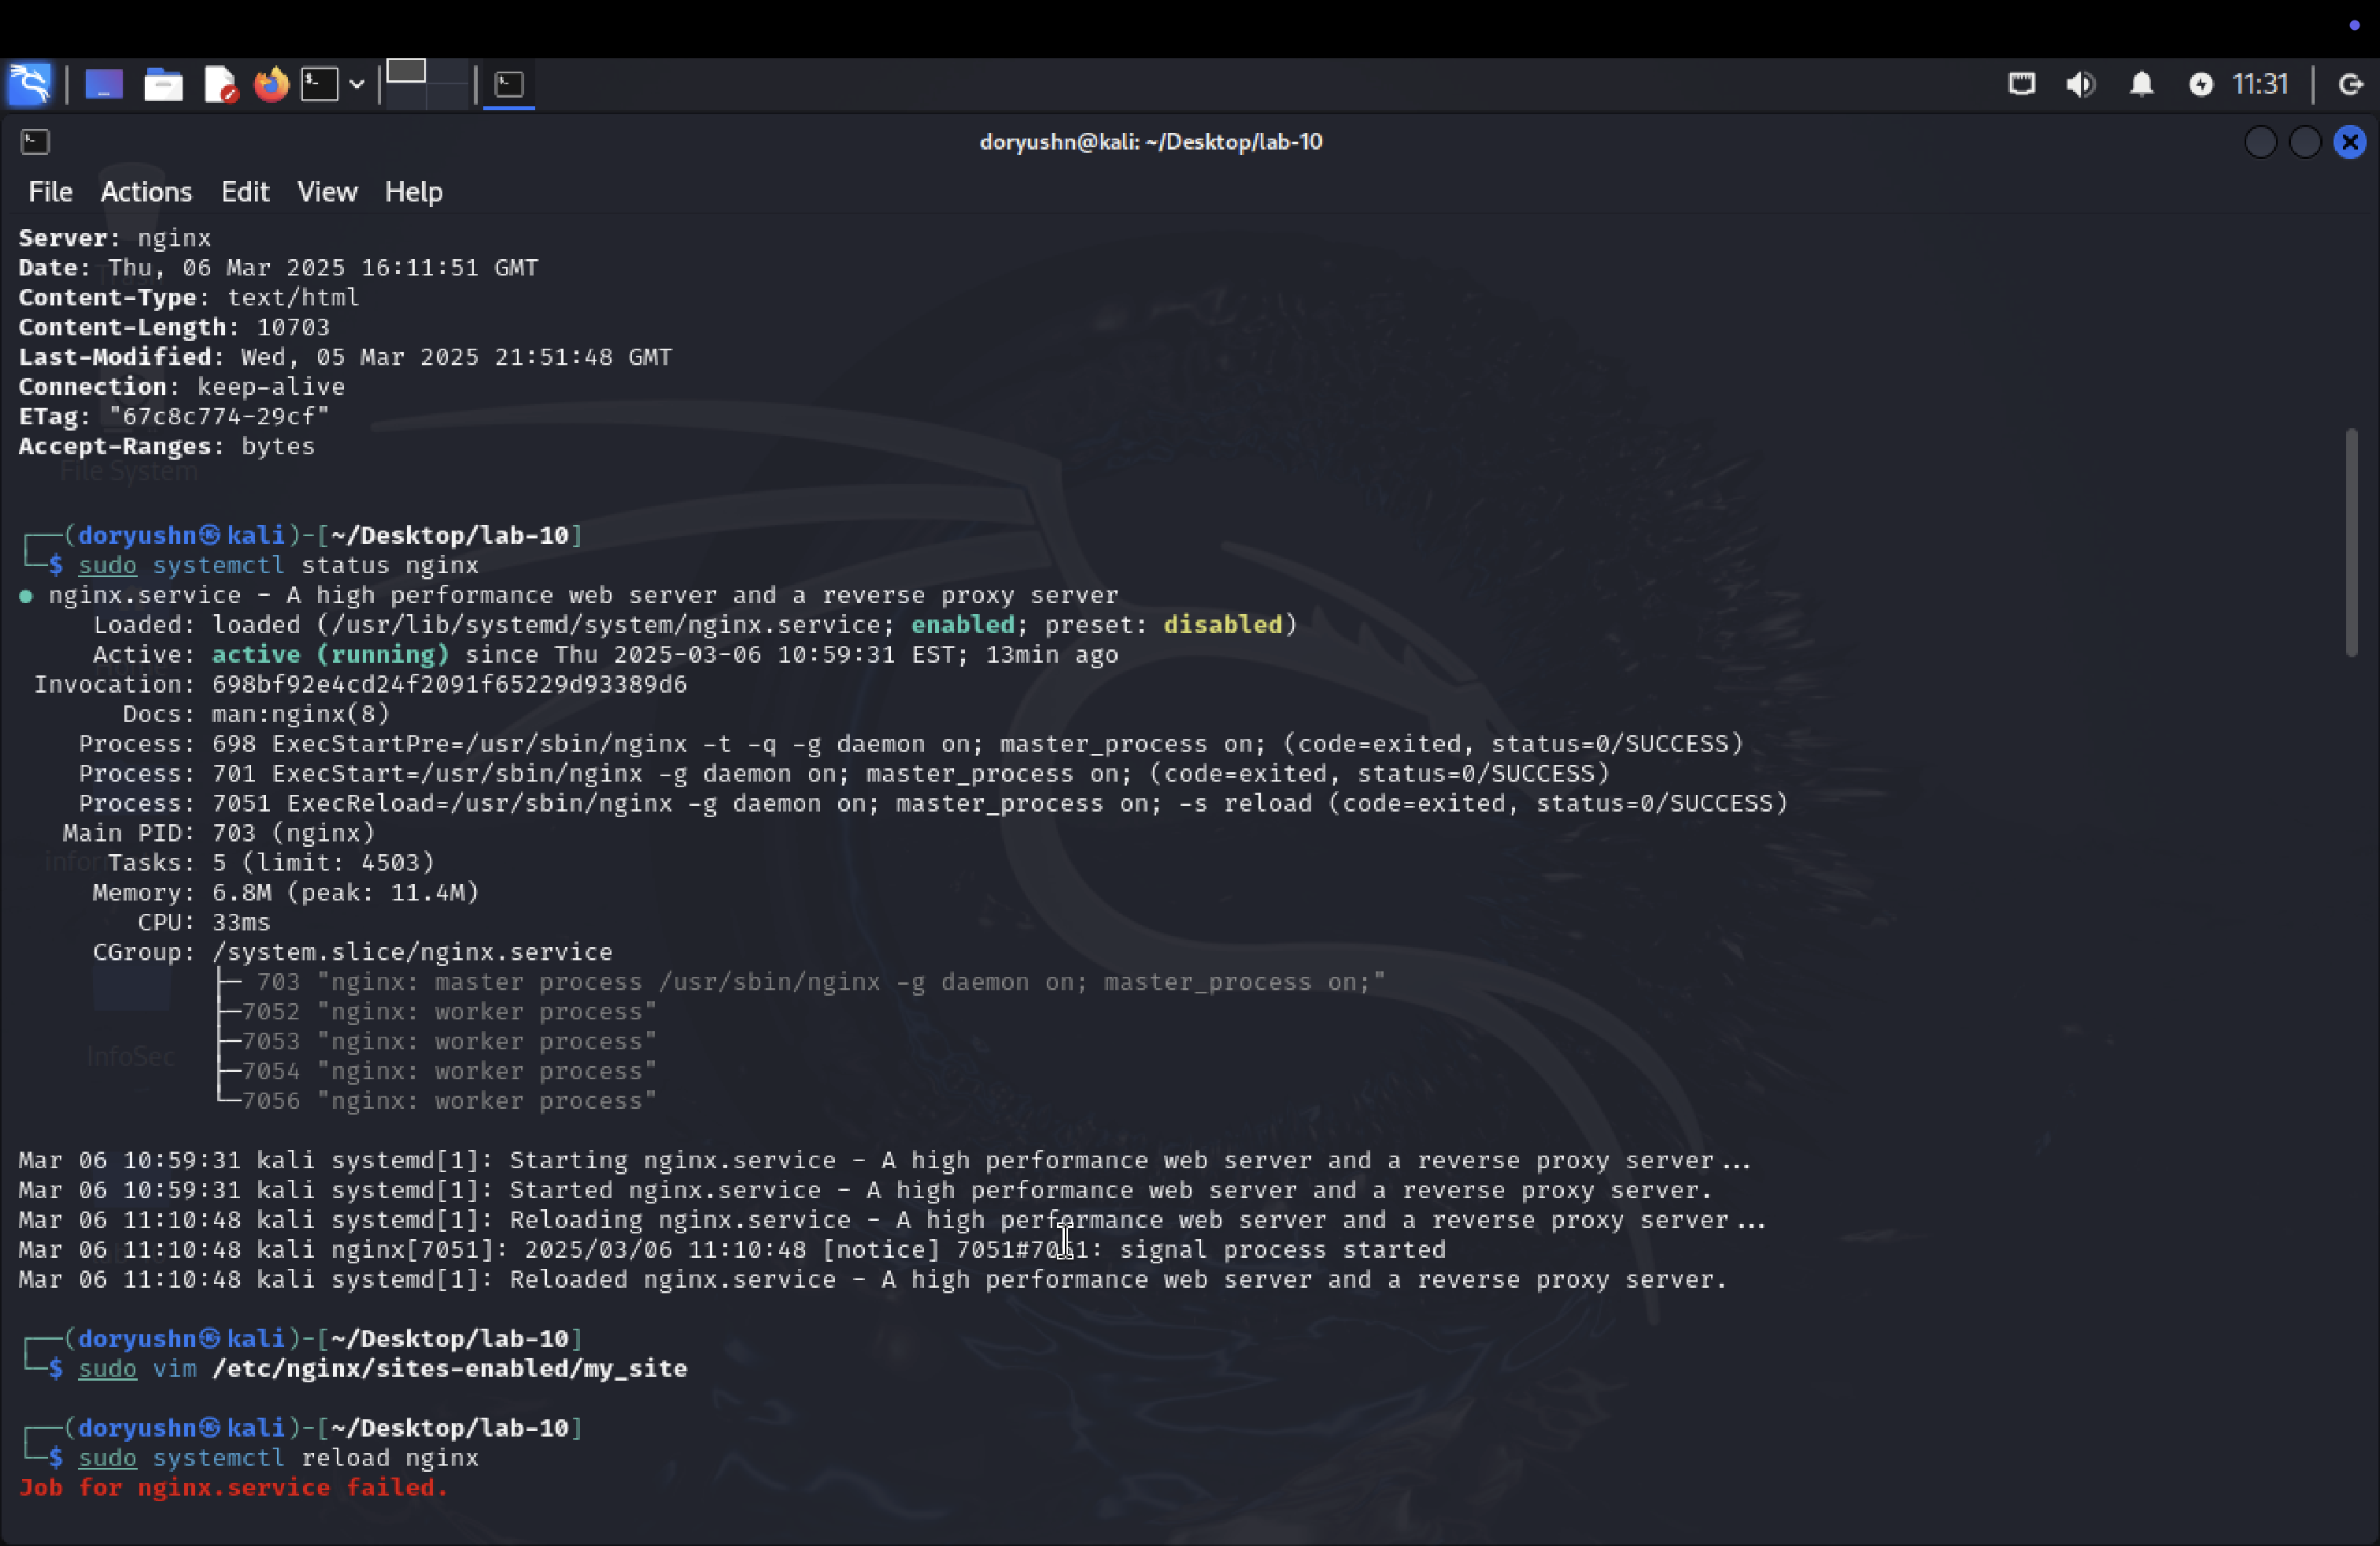 11:31
doryushn@kali: ~/Desktop/lab-10
File Actions Edit View Help
Server: nginx
Date: Thu, 06 Mar 2025 16:11:51 GMT
Content-Type: text/html
Content-Length: 10703
Last-Modified: Wed, 05 Mar 2025 21:51:48 GMT
Connection: keep-alive
ETag: "67c8c774-29cf"
Accept-Ranges: bytes
File System
┌──(doryushn㉿kali)-[~/Desktop/lab-10]
└─$ sudo systemctl status nginx
● nginx.service - A high performance web server and a reverse proxy server
Loaded: loaded (/usr/lib/systemd/system/nginx.service; enabled; preset: disabled)
Active: active (running) since Thu 2025-03-06 10:59:31 EST; 13min ago
Invocation: 698bf92e4cd24f2091f65229d93389d6
Docs: man:nginx(8)
Process: 698 ExecStartPre=/usr/sbin/nginx -t -q -g daemon on; master_process on; (code=exited, status=0/SUCCESS)
Process: 701 ExecStart=/usr/sbin/nginx -g daemon on; master_process on; (code=exited, status=0/SUCCESS)
Process: 7051 ExecReload=/usr/sbin/nginx -g daemon on; master_process on; -s reload (code=exited, status=0/SUCCESS)
Main PID: 703 (nginx)
Tasks: 5 (limit: 4503)
Memory: 6.8M (peak: 11.4M)
CPU: 33ms
CGroup: /system.slice/nginx.service
├─ 703 "nginx: master process /usr/sbin/nginx -g daemon on; master_process on;"
├─7052 "nginx: worker process"
├─7053 "nginx: worker process"
InfoSec
├─7054 "nginx: worker process"
└─7056 "nginx: worker process"
Mar 06 10:59:31 kali systemd[1]: Starting nginx.service - A high performance web server and a reverse proxy server...
Mar 06 10:59:31 kali systemd[1]: Started nginx.service - A high performance web server and a reverse proxy server.
Mar 06 11:10:48 kali systemd[1]: Reloading nginx.service - A high performance web server and a reverse proxy server...
Mar 06 11:10:48 kali nginx[7051]: 2025/03/06 11:10:48 [notice] 7051#7051: signal process started
Mar 06 11:10:48 kali systemd[1]: Reloaded nginx.service - A high performance web server and a reverse proxy server.
┌──(doryushn㉿kali)-[~/Desktop/lab-10]
└─$ sudo vim /etc/nginx/sites-enabled/my_site
┌──(doryushn㉿kali)-[~/Desktop/lab-10]
└─$ sudo systemctl reload nginx
Job for nginx.service failed.